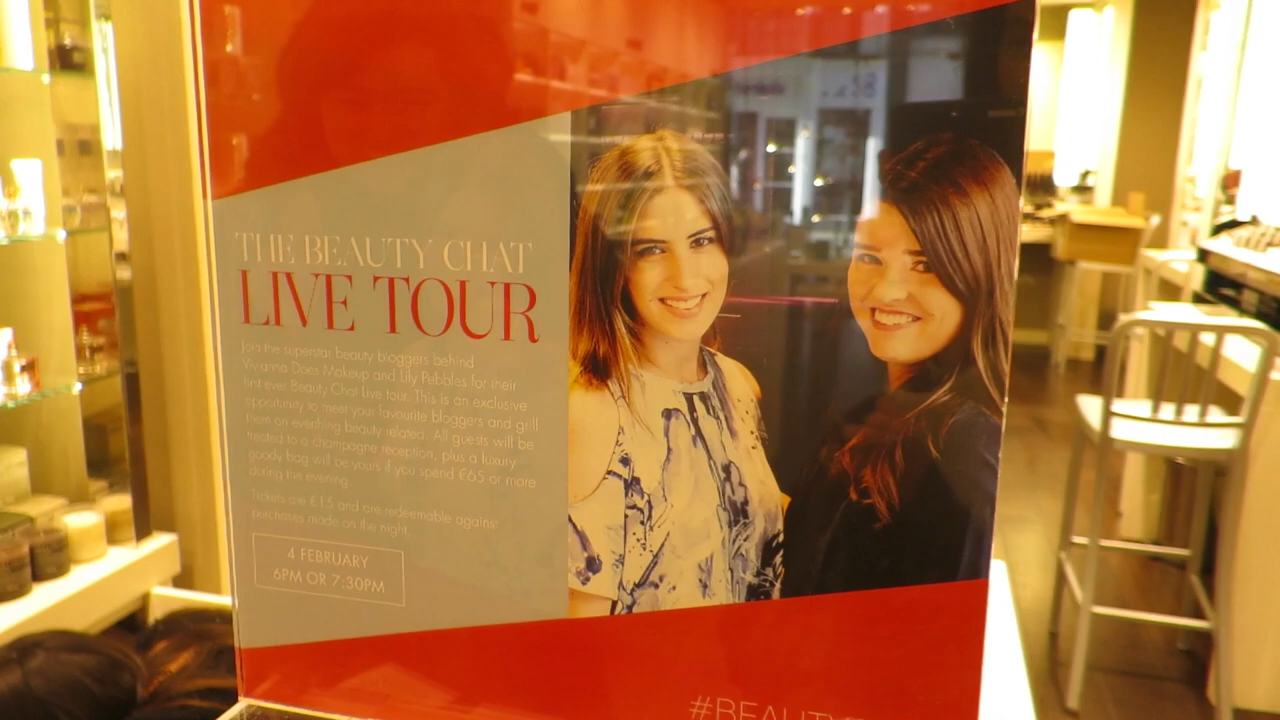 THE BEAUTY CHAT
LIVE TOUR
Join the superstar beauty bloggers behind
Vivianna Does Makeup and Lily Pebbles for their
first ever Beauty Chat Live tour. This is an exclusive
opportunity to meet your favourite bloggers and grill
them on everything beauty related. All guests will be
treated to a champagne reception, plus a luxury
goody bag will be yours if you spend £65 or more
during the evening.
Tickets are £15 and are redeemable against
purchases made on the night.
4 FEBRUARY
6PM OR 7:30PM
#BEAUTY